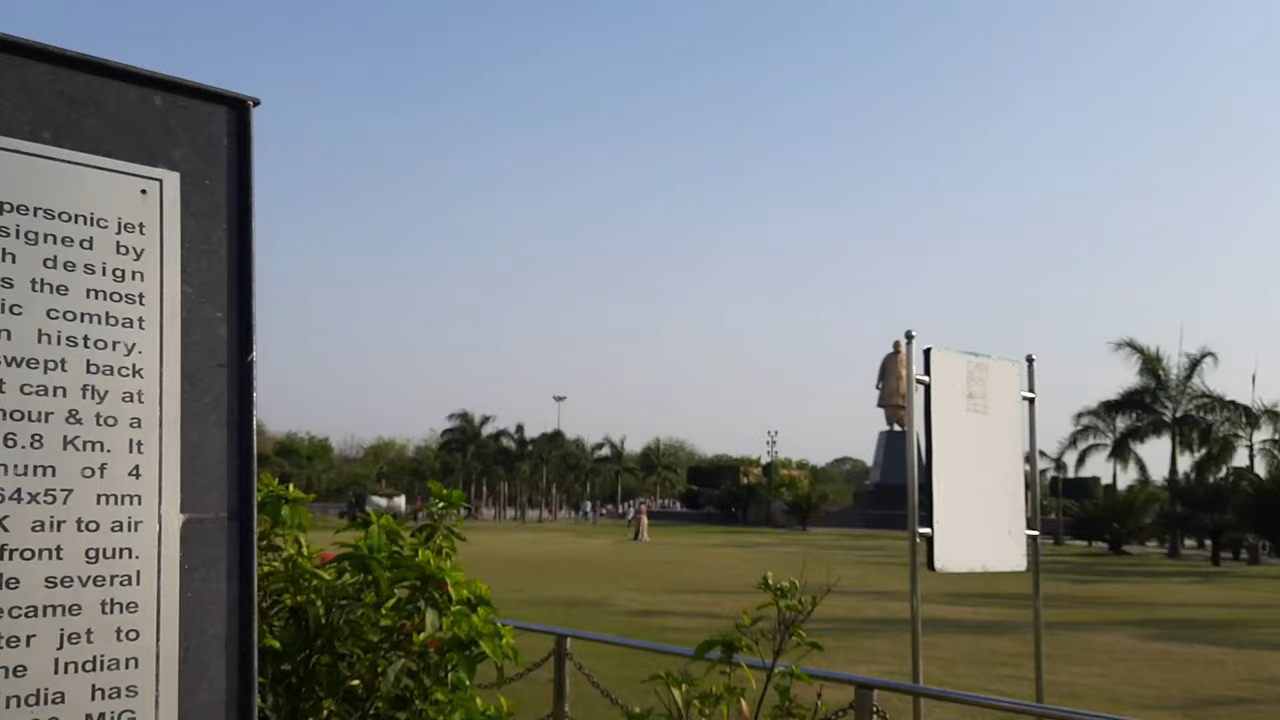 personic jet
signed by
h design
s the most
ic combat
n history.
swept back
t can fly at
hour & to a
6.8 Km. It
num of 4
64x57 mm
K air to air
front gun.
le several
ecame the
ter jet to
he Indian
India has
MiG